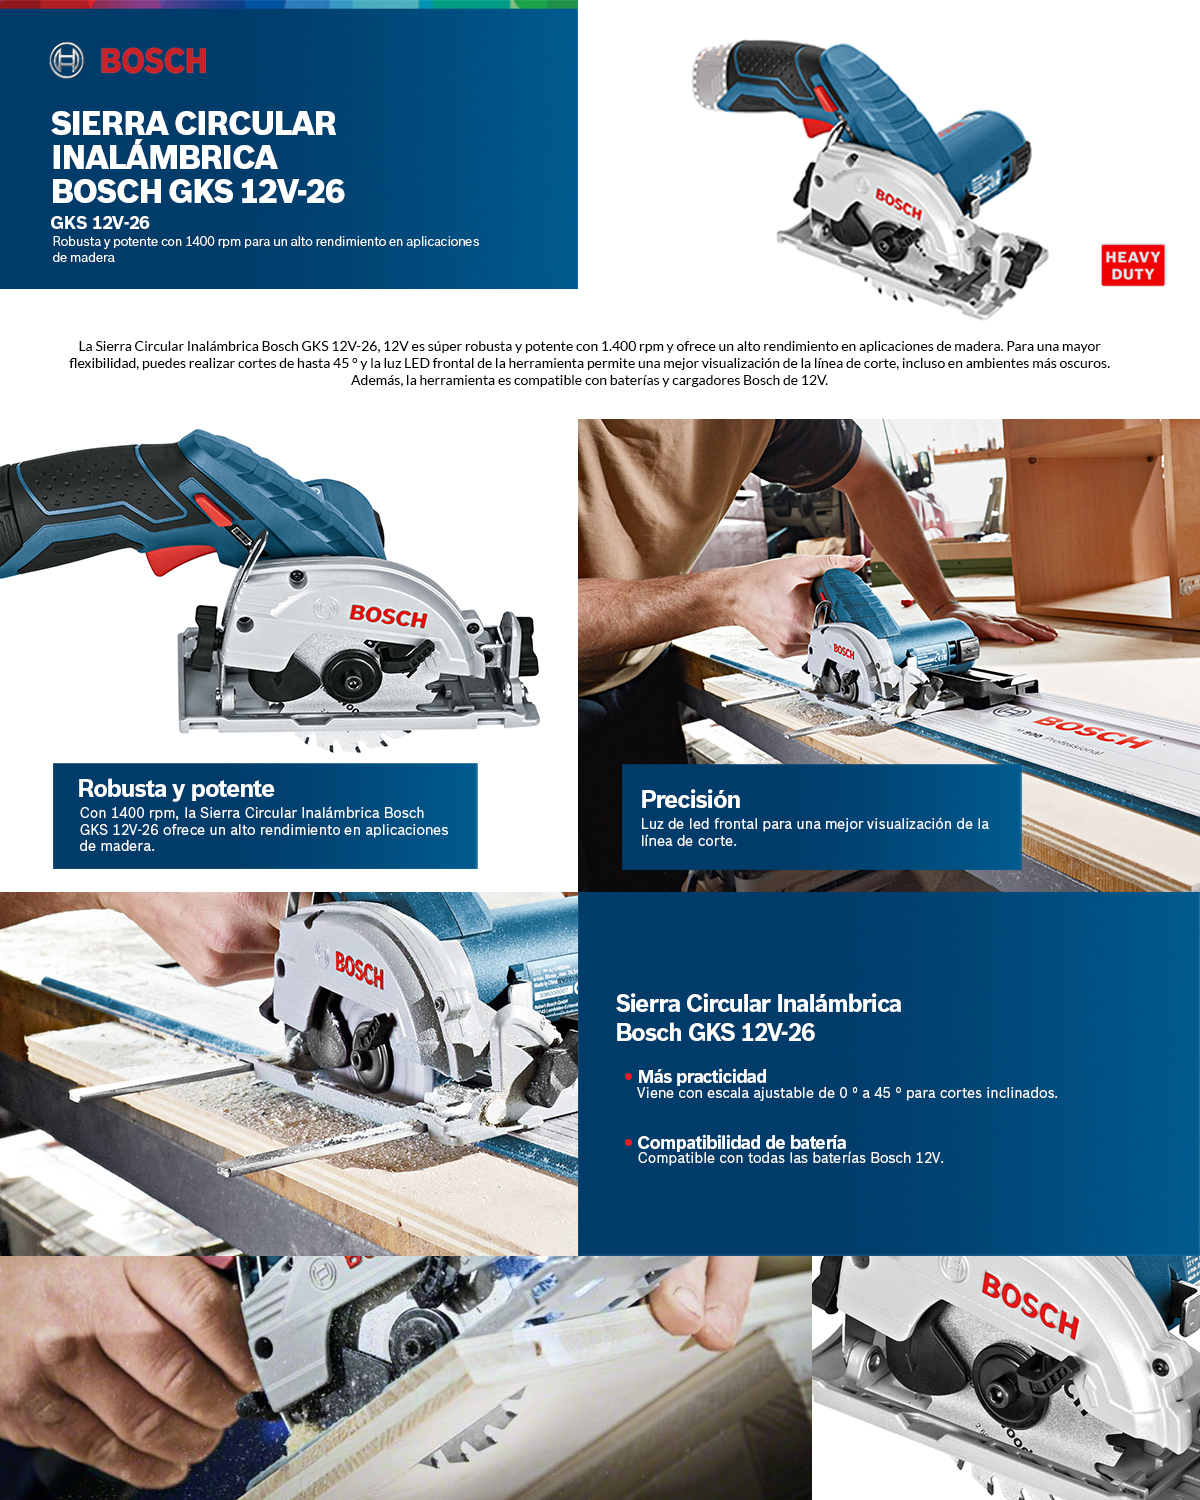 BOSCH
SIERRA CIRCULAR
INALÁMBRICA
BOSCH GKS 12V-26
GKS 12V-26
Robusta y potente con 1400 rpm para un alto rendimiento en aplicaciones
de madera
BOSCH
HEAVY
DUTY
La Sierra Circular Inalámbrica Bosch GKS 12V-26, 12V es súper robusta y potente con 1.400 rpm y ofrece un alto rendimiento en aplicaciones de madera. Para una mayor
flexibilidad, puedes realizar cortes de hasta 45 ° y la luz LED frontal de la herramienta permite una mejor visualización de la línea de corte, incluso en ambientes más oscuros.
Además, la herramienta es compatible con baterías y cargadores Bosch de 12V.
BOSCH
BOSCH
BOSCH
Professional
Robusta y potente
Con 1400 rpm, la Sierra Circular Inalámbrica Bosch
GKS 12V-26 ofrece un alto rendimiento en aplicaciones
de madera.
Precisión
Luz de led frontal para una mejor visualización de la
línea de corte.
BOSCH
Sierra Circular Inalámbrica
Bosch GKS 12V-26
Más practicidad
Viene con escala ajustable de 0 ° a 45 ° para cortes inclinados.
Compatibilidad de batería
Compatible con todas las baterías Bosch 12V.
BOSCH